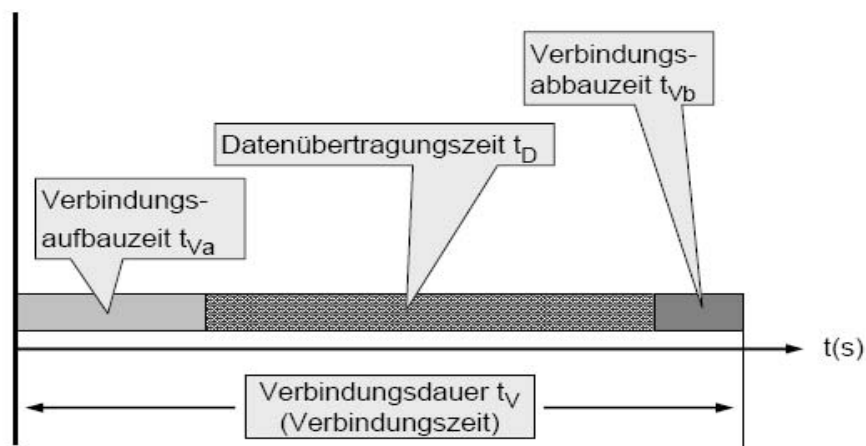 Verbindungs-
abbauzeit tVb
Datenübertragungszeit tD
Verbindungs-
aufbauzeit tVa
t(s)
Verbindungsdauer tV
(Verbindungszeit)